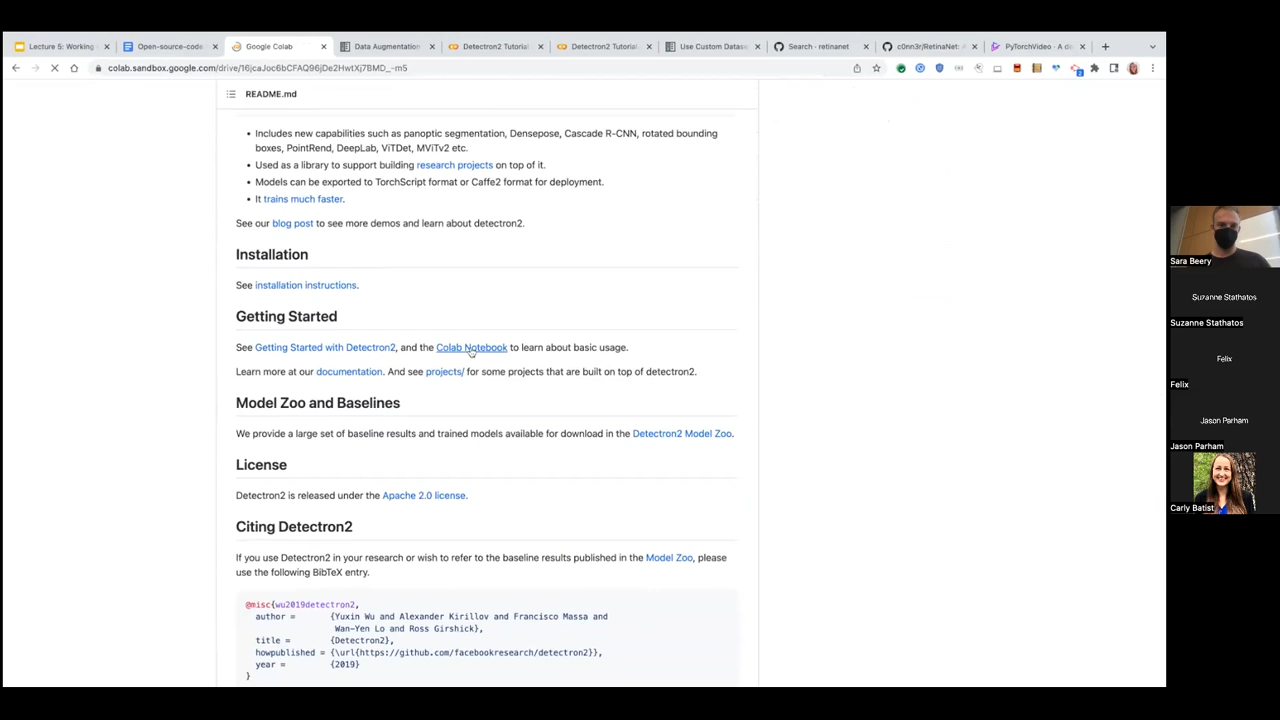 Lecture 5: Working
Open-source-code
Google Colab
Data Augmentation
Detectron2 Tutorial
Detectron2 Tutorial.
Use Custom Datase
Search · retinanet
c0nn3r/RetinaNet: A
PyTorchVideo · A de
colab.sandbox.google.com/drive/16jcaJoc6bCFAQ96jDe2HwtXj7BMD_-m5
README.md
• Includes new capabilities such as panoptic segmentation, Densepose, Cascade R-CNN, rotated bounding
boxes, PointRend, DeepLab, ViTDet, MViTv2 etc.
• Used as a library to support building research projects on top of it.
• Models can be exported to TorchScript format or Caffe2 format for deployment.
• It trains much faster.
See our blog post to see more demos and learn about detectron2.
Installation
See installation instructions.
Getting Started
See Getting Started with Detectron2, and the Colab Notebook to learn about basic usage.
Learn more at our documentation. And see projects/ for some projects that are built on top of detectron2.
Model Zoo and Baselines
We provide a large set of baseline results and trained models available for download in the Detectron2 Model Zoo.
License
Detectron2 is released under the Apache 2.0 license.
Citing Detectron2
If you use Detectron2 in your research or wish to refer to the baseline results published in the Model Zoo, please
use the following BibTeX entry.
@misc{wu2019detectron2,
author = {Yuxin Wu and Alexander Kirillov and Francisco Massa and
Wan-Yen Lo and Ross Girshick},
title = {Detectron2},
howpublished = {\url{https://github.com/facebookresearch/detectron2}},
year = {2019}
}
Sara Beery
Suzanne Stathatos
Suzanne Stathatos
Felix
Felix
Jason Parham
Jason Parham
Carly Batist